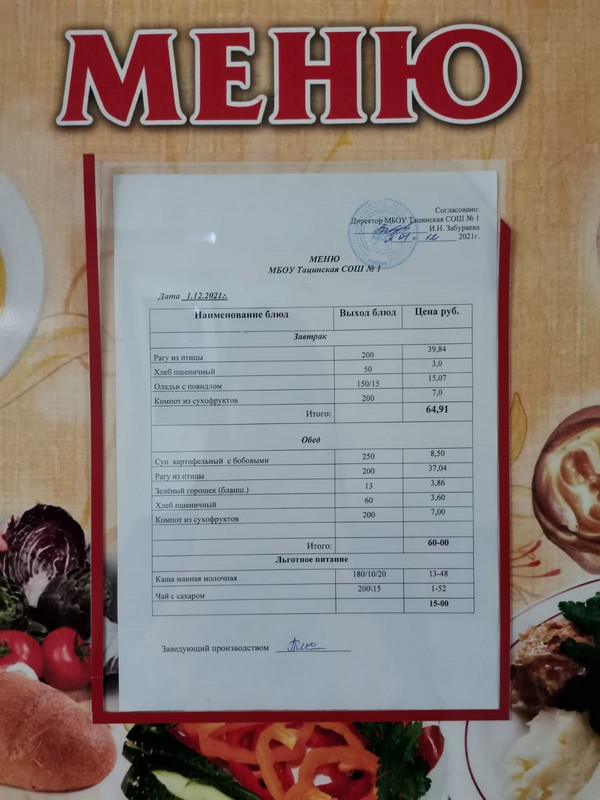 МЕНЮ
Согласовано:
Директор МБОУ Тацинская СОШ № 1
И.Н. Забураева
01 12 2021г.
МЕНЮ
МБОУ Тацинская СОШ № 1
Дата 1.12.2021г.
Наименование блюд Выход блюд Цена руб.
Завтрак
Рагу из птицы 200 39,84
Хлеб пшеничный 50 3,0
Оладьи с повидлом 150/15 15,07
Компот из сухофруктов 200 7,0
Итого: 64,91
Обед
Суп картофельный с бобовыми 250 8,50
Рагу из птицы 200 37,04
Зелёный горошек (бланш.) 13 3,86
Хлеб пшеничный 60 3,60
Компот из сухофруктов 200 7,00
Итого: 60-00
Льготное питание
Каша манная молочная 180/10/20 13-48
Чай с сахаром 200\15 1-52
15-00
Заведующий производством